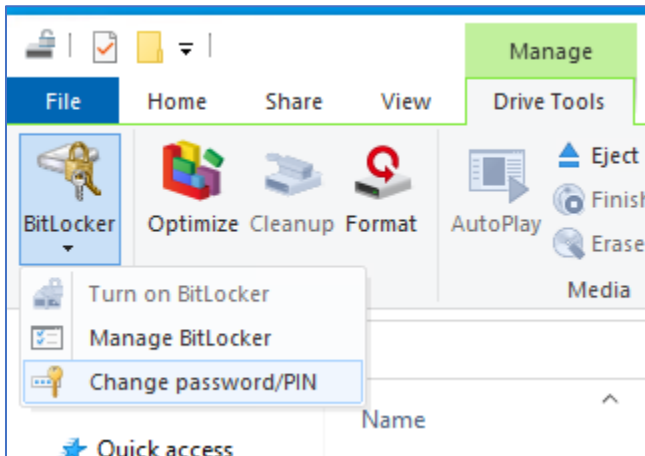 Manage
File Home Share View Drive Tools
BitLocker Optimize Cleanup Format AutoPlay Eject
Erase
Media
Turn on BitLocker
Manage BitLocker
Change password/PIN
Name
Quick access